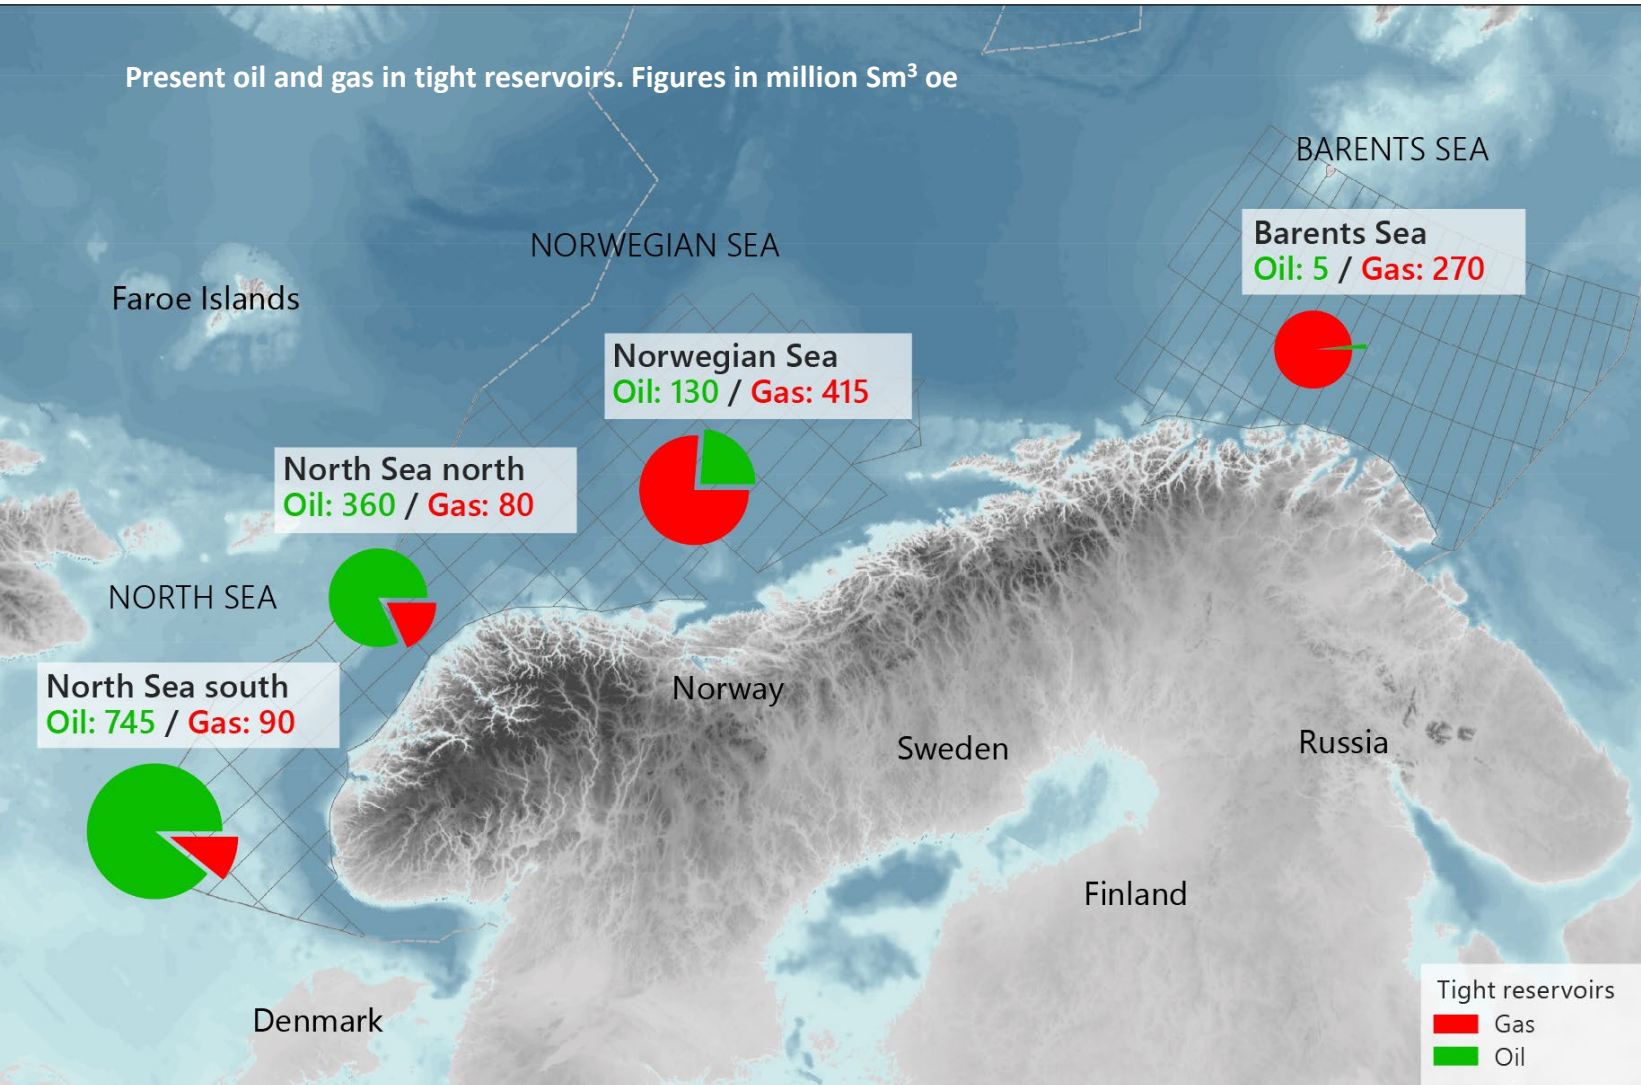 Present oil and gas in tight reservoirs. Figures in million Sm³ oe
BARENTS SEA
Barents Sea
Oil: 5 / Gas: 270
NORWEGIAN SEA
Faroe Islands
Norwegian Sea
Oil: 130 / Gas: 415
North Sea north
Oil: 360 / Gas: 80
NORTH SEA
North Sea south
Oil: 745 / Gas: 90
Norway
Sweden
Russia
Finland
Denmark
Tight reservoirs
Gas
Oil